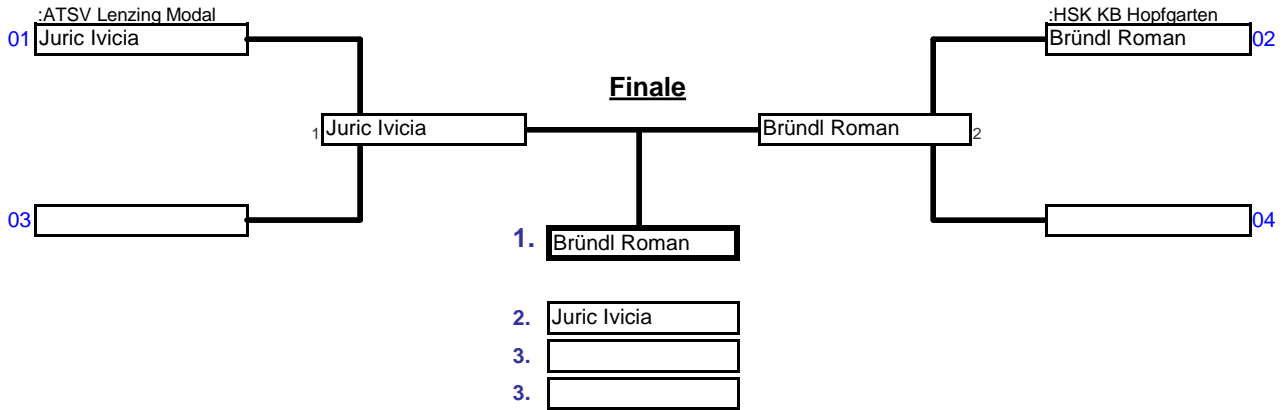 :ATSV Lenzing Modal
:HSK KB Hopfgarten
01 Juric Ivicia
Bründl Roman 02
Finale
1 Juric Ivicia
Bründl Roman 2
03
04
1. Bründl Roman
2. Juric Ivicia
3.
3.